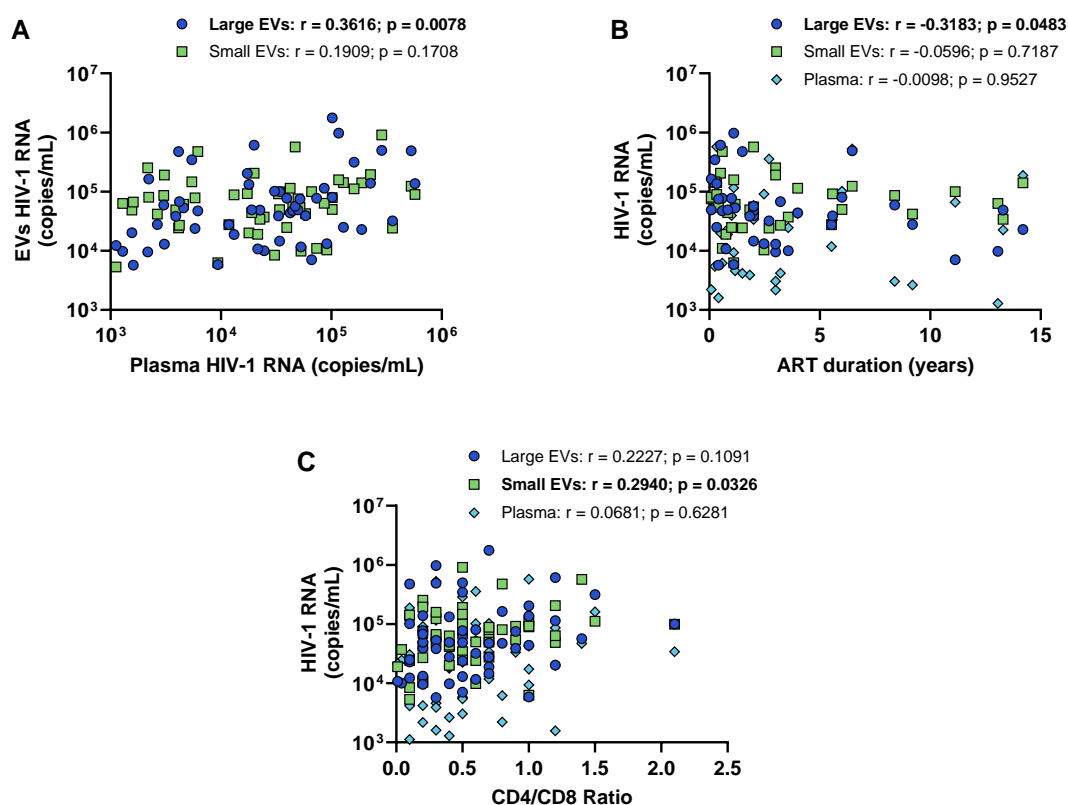 A
Large EVs: r = 0.3616; p = 0.0078
Small EVs: r = 0.1909; p = 0.1708
10⁷
10⁶
10⁵
10⁴
10³
EVs HIV-1 RNA
(copies/mL)
10³ 10⁴ 10⁵ 10⁶
Plasma HIV-1 RNA (copies/mL)
B
Large EVs: r = -0.3183; p = 0.0483
Small EVs: r = -0.0596; p = 0.7187
Plasma: r = -0.0098; p = 0.9527
10⁷
10⁶
10⁵
10⁴
10³
HIV-1 RNA
(copies/mL)
0 5 10 15
ART duration (years)
C
Large EVs: r = 0.2227; p = 0.1091
Small EVs: r = 0.2940; p = 0.0326
Plasma: r = 0.0681; p = 0.6281
10⁷
10⁶
10⁵
10⁴
10³
HIV-1 RNA
(copies/mL)
0.0 0.5 1.0 1.5 2.0 2.5
CD4/CD8 Ratio